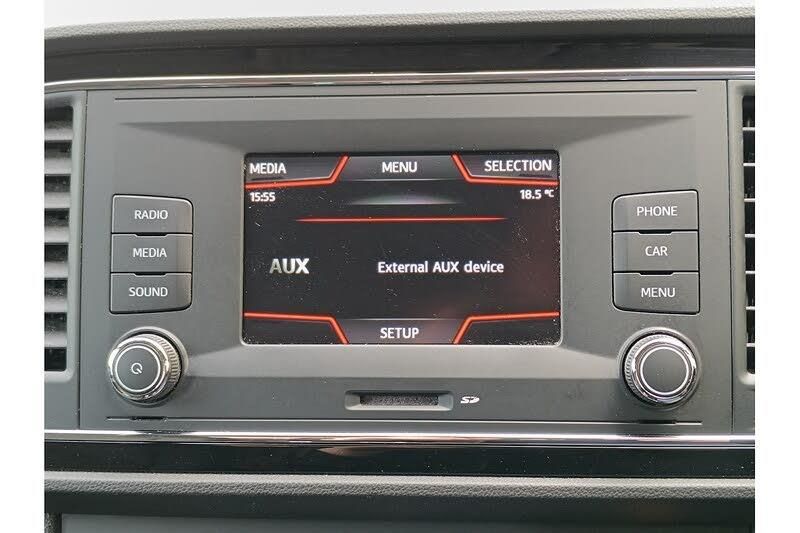 MEDIA MENU SELECTION
15:55 18.5 °C
AUX External AUX device
SETUP
RADIO
MEDIA
SOUND
PHONE
CAR
MENU
SD